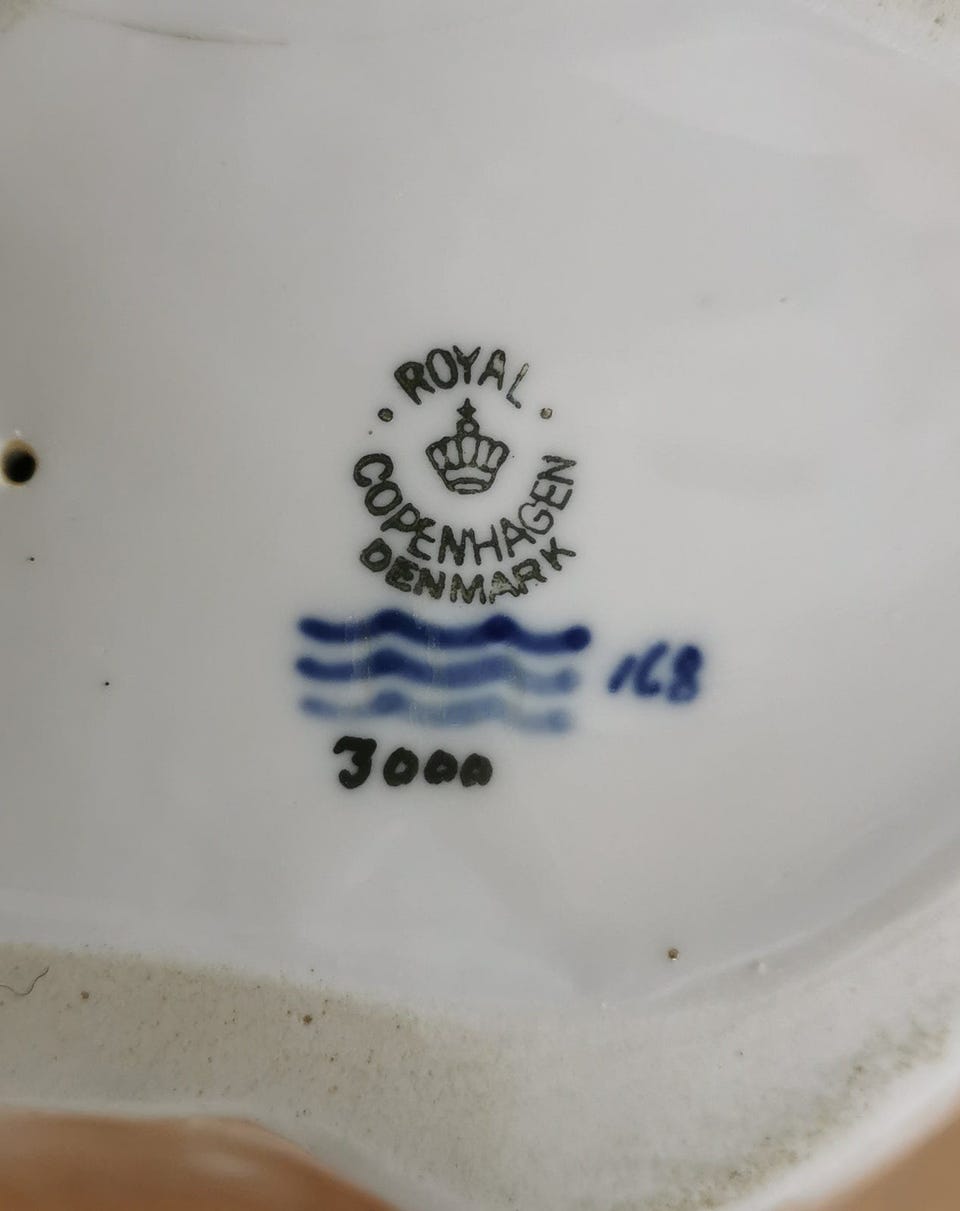 ROYAL
COPENHAGEN
DENMARK
168
3000